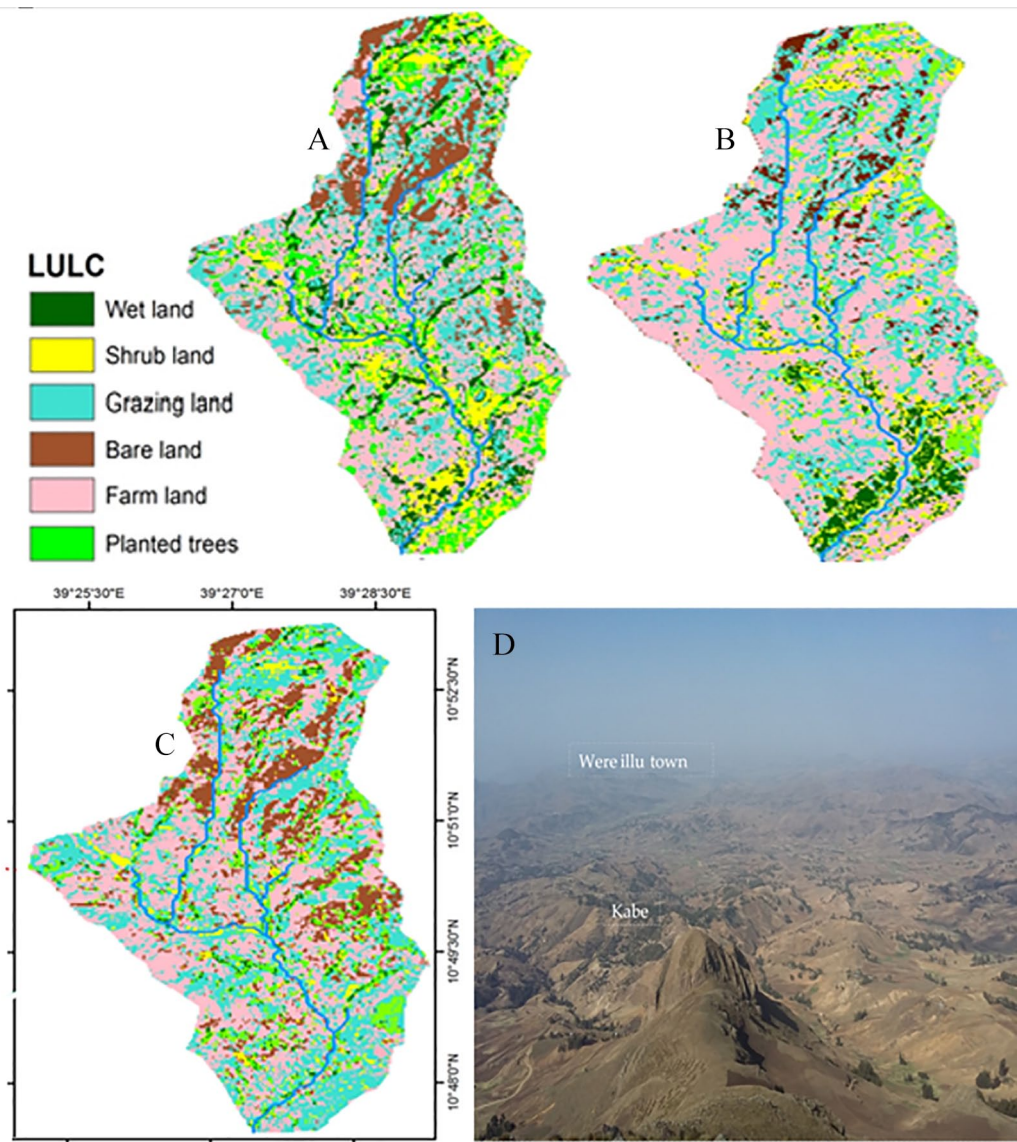 A
B
LULC
Wet land
Shrub land
Grazing land
Bare land
Farm land
Planted trees
39°25'30"E
39°27'0"E
39°28'30"E
C
10°52'30"N
10°51'0"N
10°49'30"N
10°48'0"N
D
Were illu town
Kabe